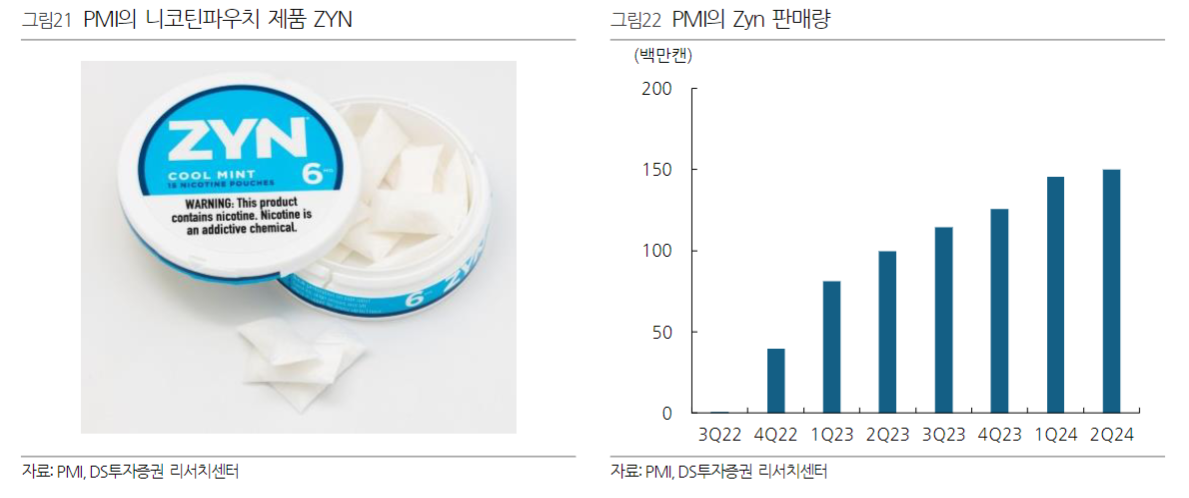 그림21 PMI의 니코틴파우치 제품 ZYN
ZYN
COOL MINT
15 NICOTINE POUCHES
6
WARNING: This product
contains nicotine. Nicotine is
an addictive chemical.
6
ZYN
자료: PMI, DS투자증권 리서치센터
그림22 PMI의 Zyn 판매량
(백만캔)
200
150
100
50
0
3Q22 4Q22 1Q23 2Q23 3Q23 4Q23 1Q24 2Q24
자료: PMI, DS투자증권 리서치센터